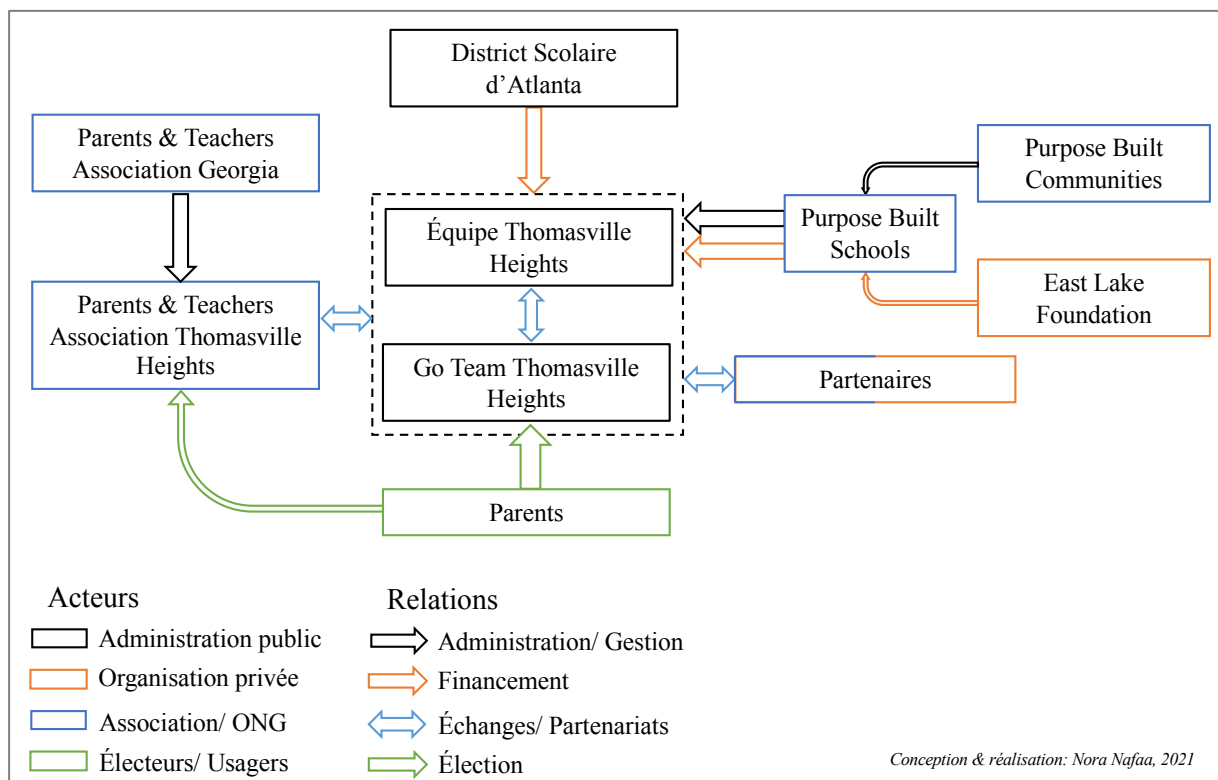 District Scolaire
d’Atlanta
Parents & Teachers
Association Georgia
Purpose Built
Communities
Purpose Built
Schools
Équipe Thomasville
Heights
East Lake
Foundation
Parents & Teachers
Association Thomasville
Heights
Go Team Thomasville
Heights
Partenaires
Parents
Acteurs
Administration public
Organisation privée
Association/ ONG
Électeurs/ Usagers
Relations
Administration/ Gestion
Financement
Échanges/ Partenariats
Élection
Conception & réalisation: Nora Nafaa, 2021